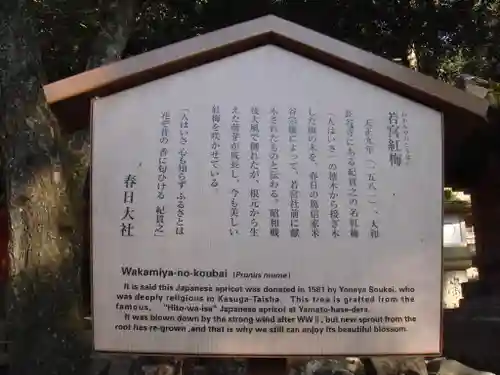 わかみやこうばい
若宮紅梅
天正九年(一五八一)、大和
長谷寺にある紀貫之の名紅梅
「人はいさ」の雄木から接ぎ木
した梅の木を、春日の篤信家米
谷宗慶によって、若宮社前に献
木されたものと伝わる。昭和戦
後大風で倒れたが、根元から生
えた萌芽が成長し、今も美しい
紅梅を咲かせている。
「人はいさ 心も知らず ふるさとは
花ぞ昔の 香に匂ひける 紀貫之」
春日大社
Wakamiya-no-koubai (Prunus mume)
It is said this Japanese apricot was donated in 1581 by Yoneya Soukei, who
was deeply religious in Kasuga-Taisha. This tree is grafted from the
famous, "Hito-wa-isa" Japanese apricot at Yamato-hase-dera.
It was blown down by the strong wind after WWⅡ, but new sprout from the
root has re-grown ,and that is why we still can enjoy its beautiful blossom.